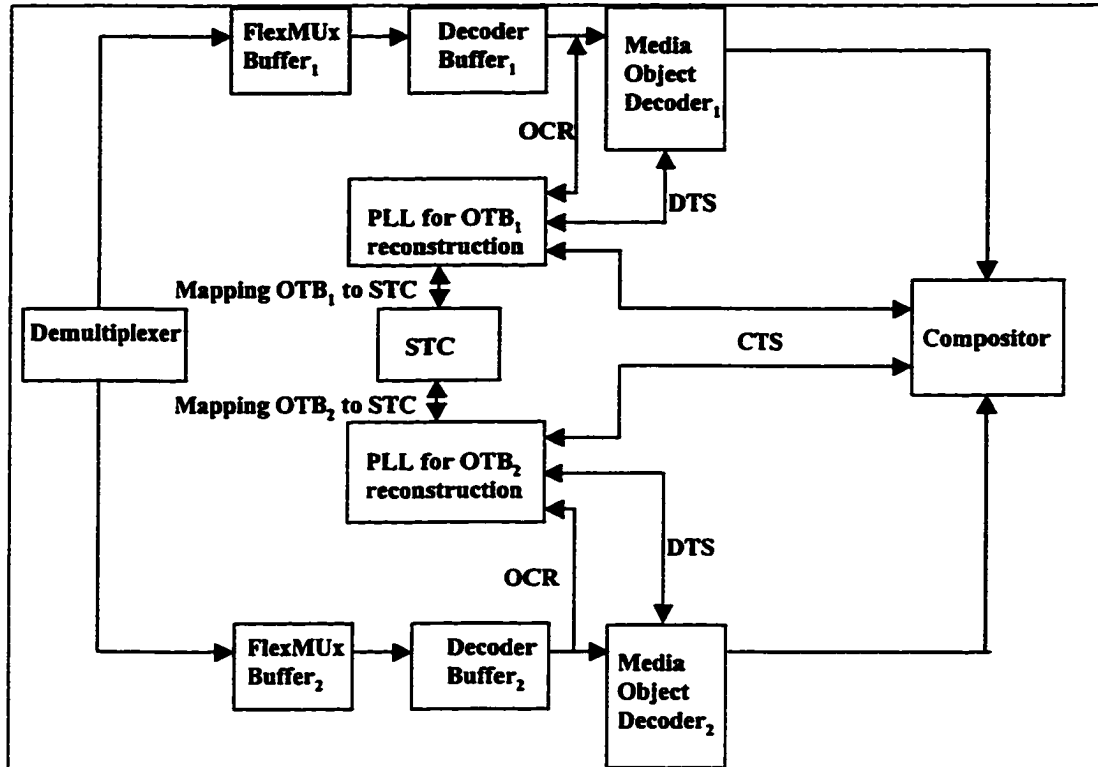 FlexMUx
Buffer₁
Decoder
Buffer₁
Media
Object
Decoder₁
OCR
DTS
PLL for OTB₁
reconstruction
Mapping OTB₁ to STC
Demultiplexer
STC
CTS
Compositor
Mapping OTB₂ to STC
PLL for OTB₂
reconstruction
DTS
OCR
FlexMUx
Buffer₂
Decoder
Buffer₂
Media
Object
Decoder₂